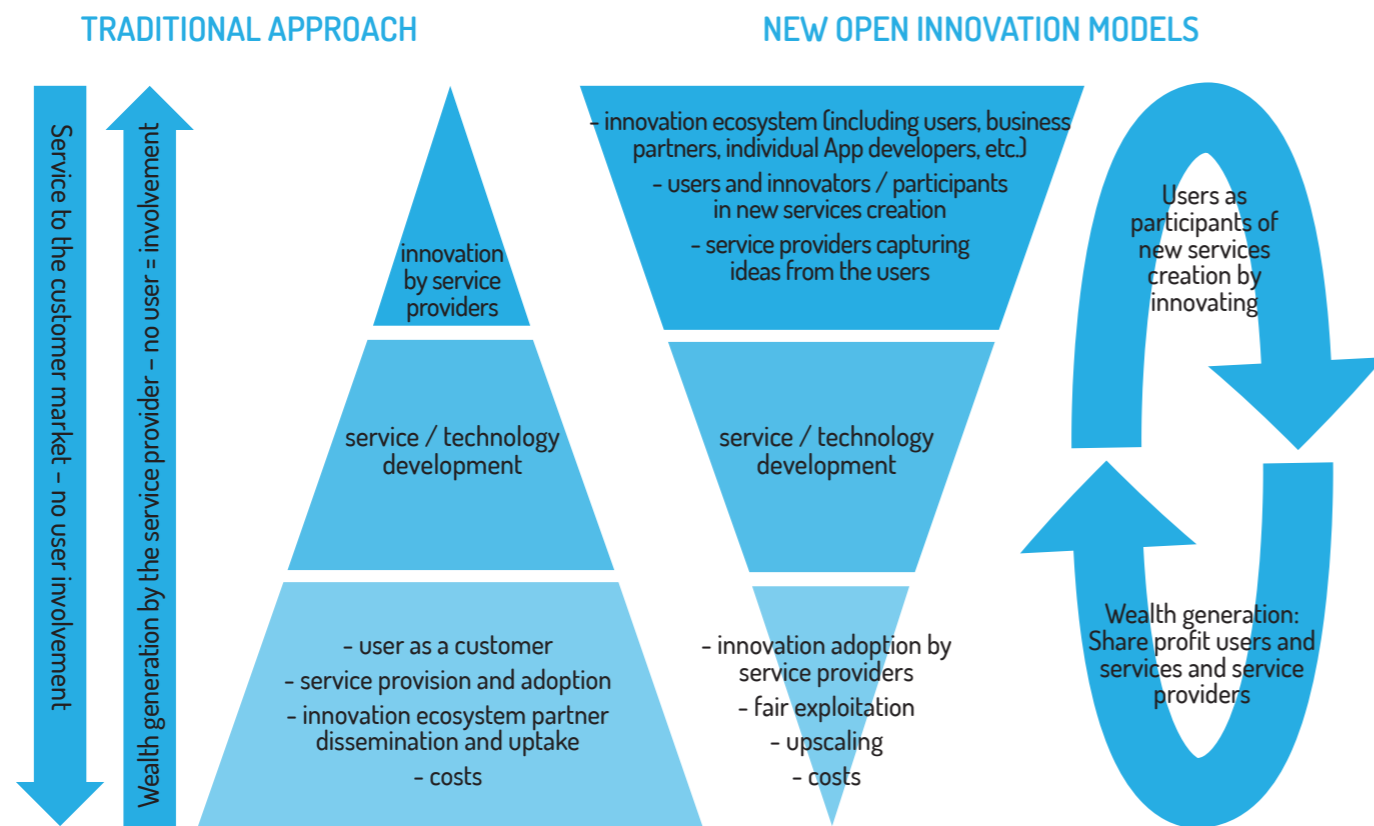 TRADITIONAL APPROACH
NEW OPEN INNOVATION MODELS
Service to the customer market – no user involvement
Wealth generation by the service provider – no user = involvement
innovation
by service
providers
service / technology
development
- user as a customer
- service provision and adoption
- innovation ecosystem partner
dissemination and uptake
- costs
- innovation ecosystem (including users, business
partners, individual App developers, etc.)
- users and innovators / participants
in new services creation
- service providers capturing
ideas from the users
service / technology
development
- innovation adoption by
service providers
- fair exploitation
- upscaling
- costs
Users as
participants of
new services
creation by
innovating
Wealth generation:
Share profit users and
services and service
providers